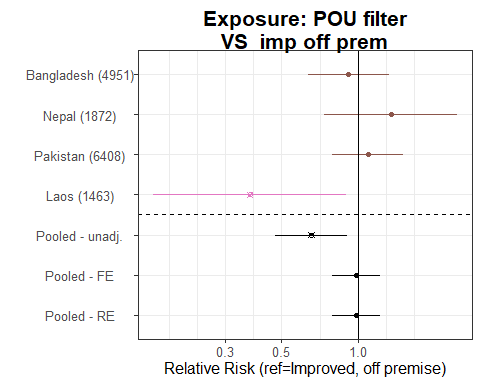 Exposure: POU filter
VS imp off prem
Bangladesh (4951)
Nepal (1872)
Pakistan (6408)
Laos (1463)
Pooled - unadj.
Pooled - FE
Pooled - RE
0.3 0.5 1.0
Relative Risk (ref=Improved, off premise)